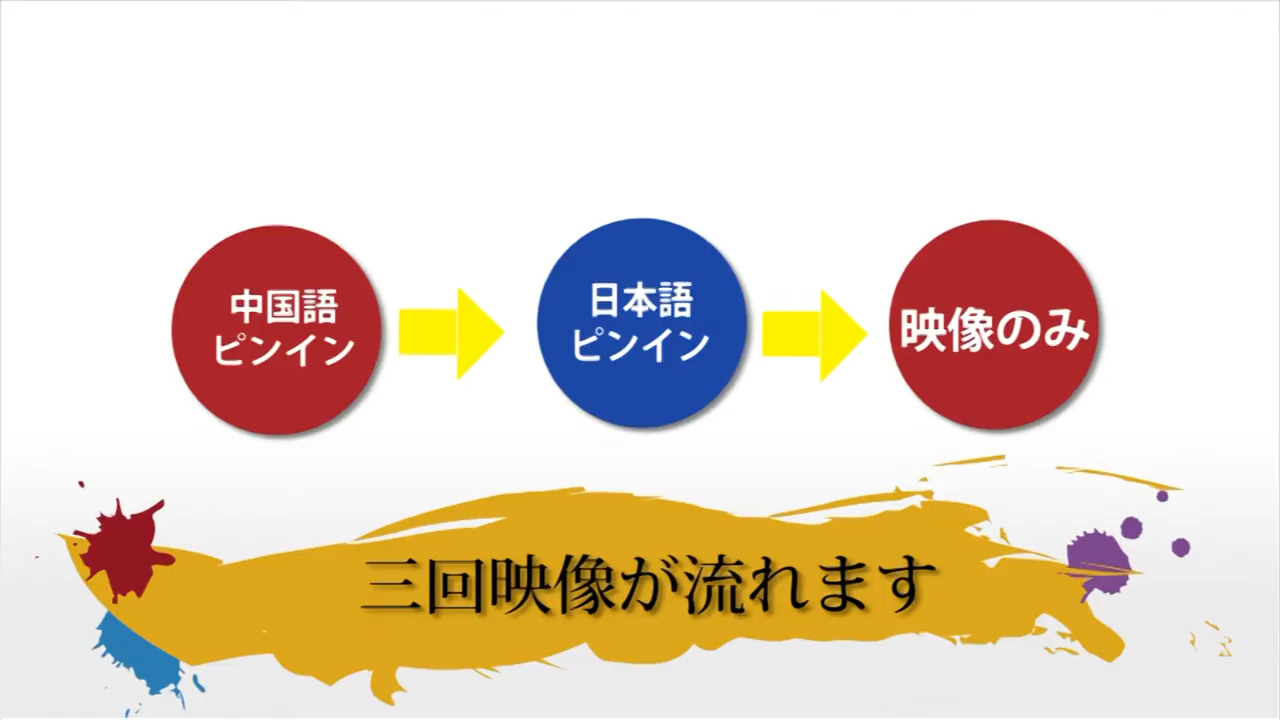 中国語
ピンイン
日本語
ピンイン
映像のみ
三回映像が流れます